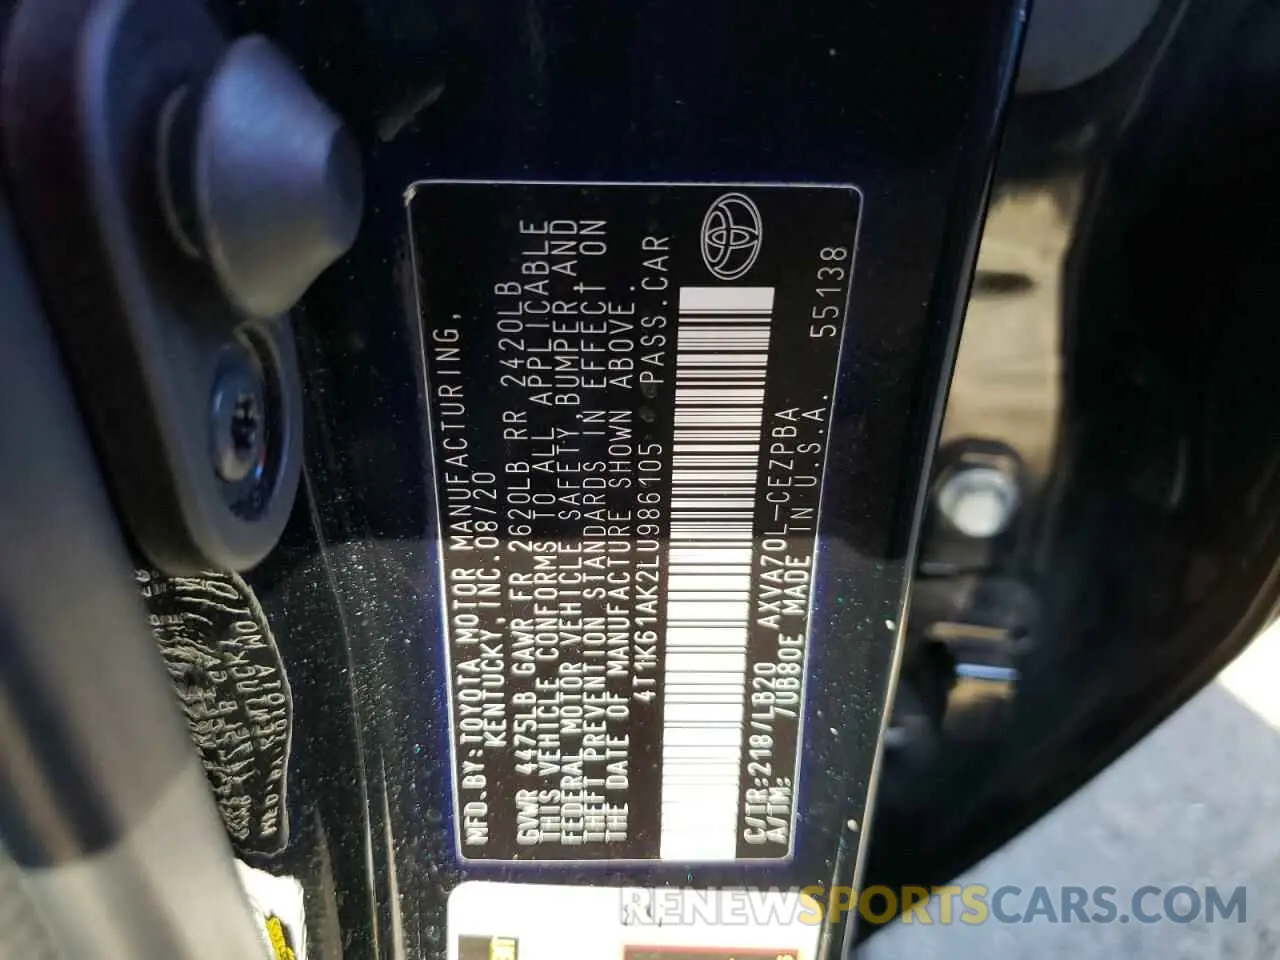 MFD.BY:TOYOTA MOTOR MANUFACTURING,
KENTUCKY,INC.08/20
GVWR 4475LB GAWR FR 2620LB RR 2420LB
THIS VEHICLE CONFORMS TO ALL APPLICABLE
FEDERAL MOTOR VEHICLE SAFETY,BUMPER,AND
THEFT PREVENTION STANDARDS IN EFFECT ON
THE DATE OF MANUFACTURE SHOWN ABOVE.
4T1K61AK2LU986105 PASS.CAR
C/TR:218/LB20 AXVA70L-CEZPBA
A/TM: /UB80E MADE IN U.S.A.
55138
RENEWSPORTSCARS.COM